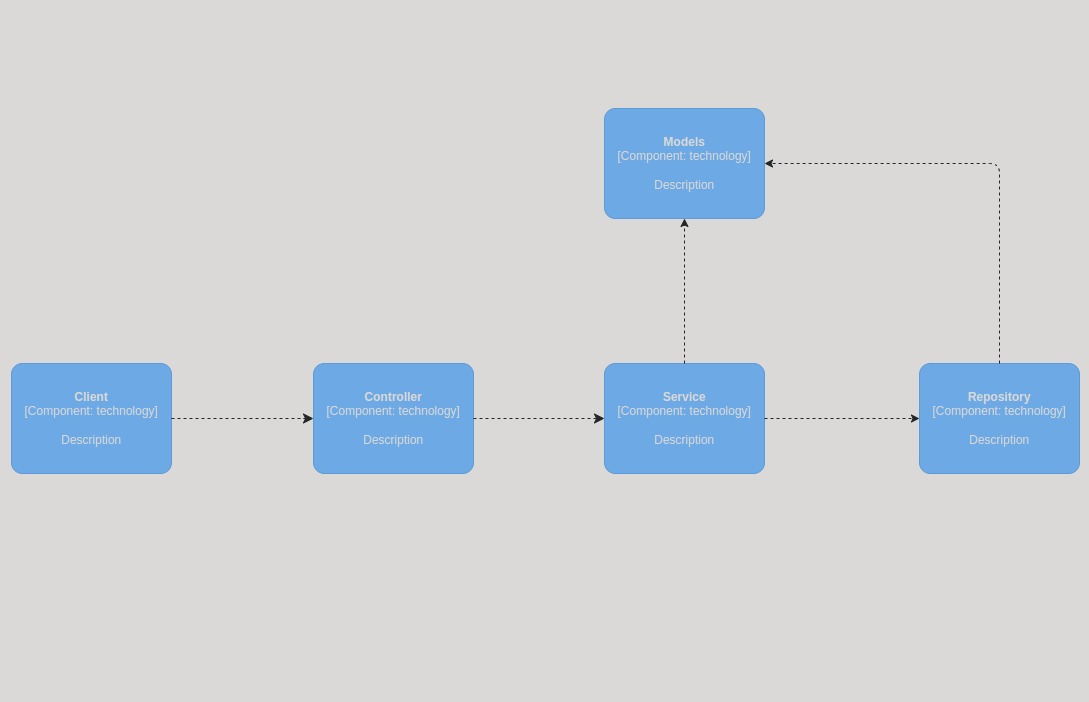 Models
[Component: technology]
Description
Client
[Component: technology]
Description
Controller
[Component: technology]
Description
Service
[Component: technology]
Description
Repository
[Component: technology]
Description